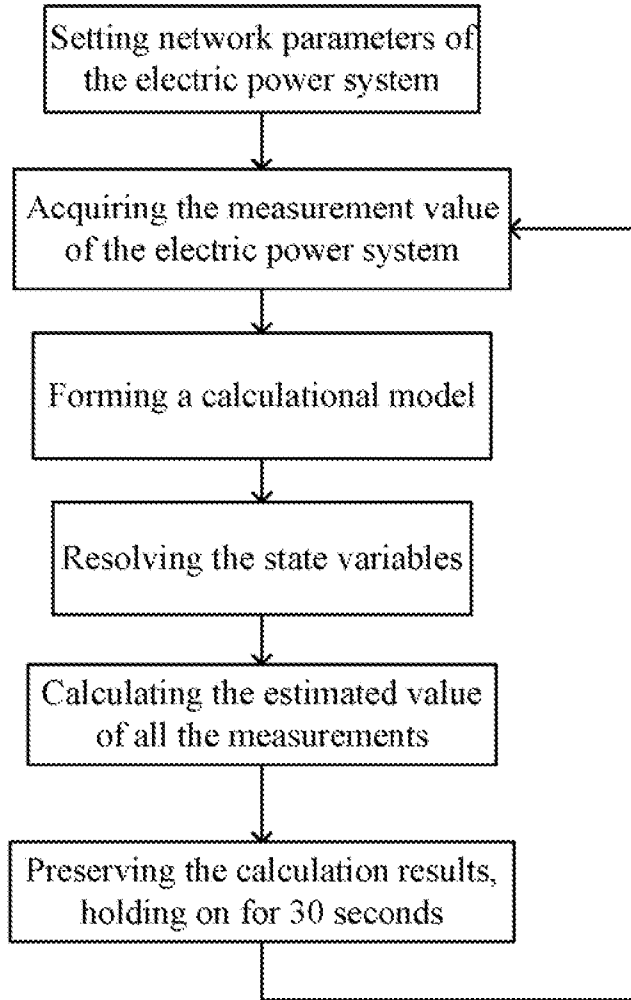 Setting network parameters of
the electric power system
Acquiring the measurement value
of the electric power system
Forming a calculational model
Resolving the state variables
Calculating the estimated value
of all the measurements
Preserving the calculation results,
holding on for 30 seconds